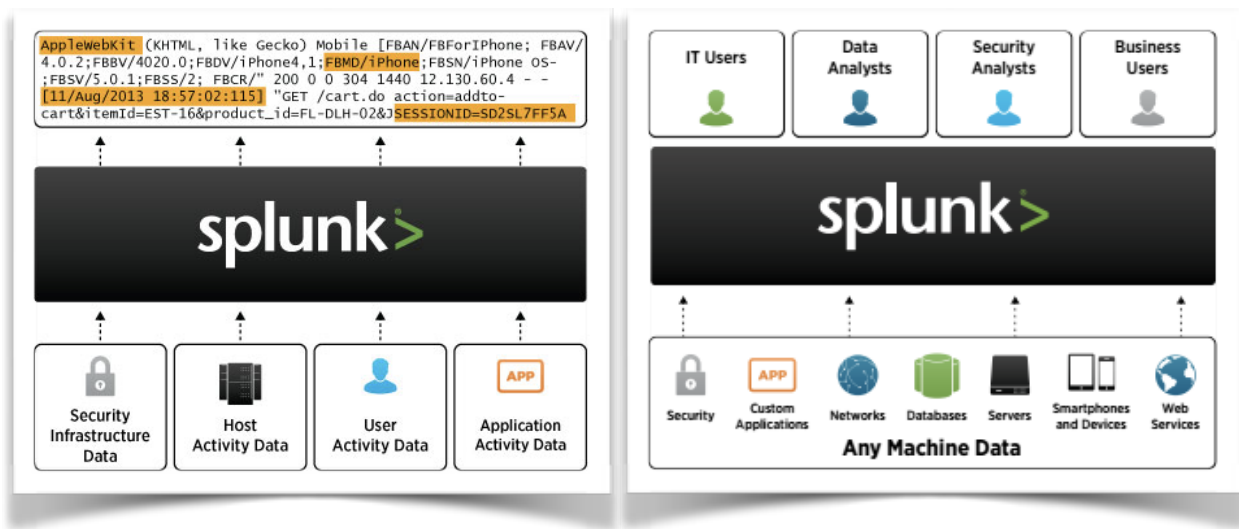 AppleWebKit (KHTML, like Gecko) Mobile [FBAN/FBForIPhone; FBAV/
4.0.2;FBBV/4020.0;FBDV/iPhone4,1;FBMD/iPhone;FBSN/iPhone OS-
;FBSV/5.0.1;FBSS/2; FBCR/" 200 0 0 304 1440 12.130.60.4 - -
[11/Aug/2013 18:57:02:115] "GET /cart.do action=addto-
cart&itemId=EST-16&product_id=FL-DLH-02&JSESSIONID=SD2SL7FF5A
splunk>
Security
Infrastructure
Data
Host
Activity Data
User
Activity Data
APP
Application
Activity Data
IT Users
Data
Analysts
Security
Analysts
Business
Users
splunk>
Security
APP
Custom
Applications
Networks
Databases
Servers
Smartphones
and Devices
Web
Services
Any Machine Data